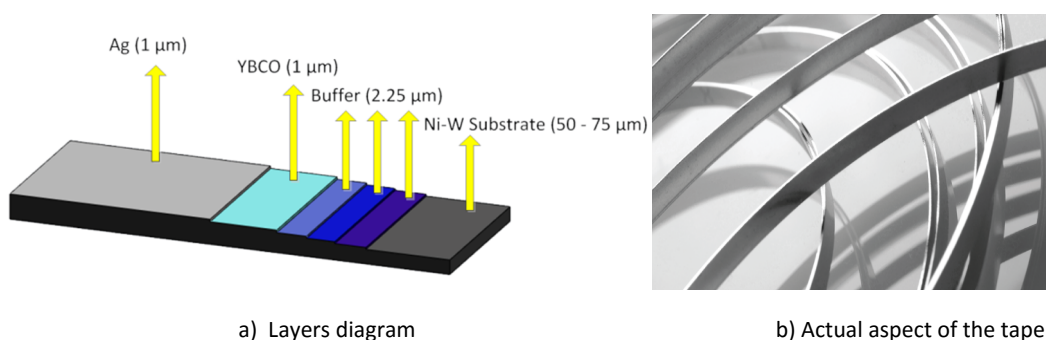 Ag (1 µm)
YBCO (1 µm)
Buffer (2.25 µm)
Ni-W Substrate (50 - 75 µm)
a) Layers diagram
b) Actual aspect of the tape